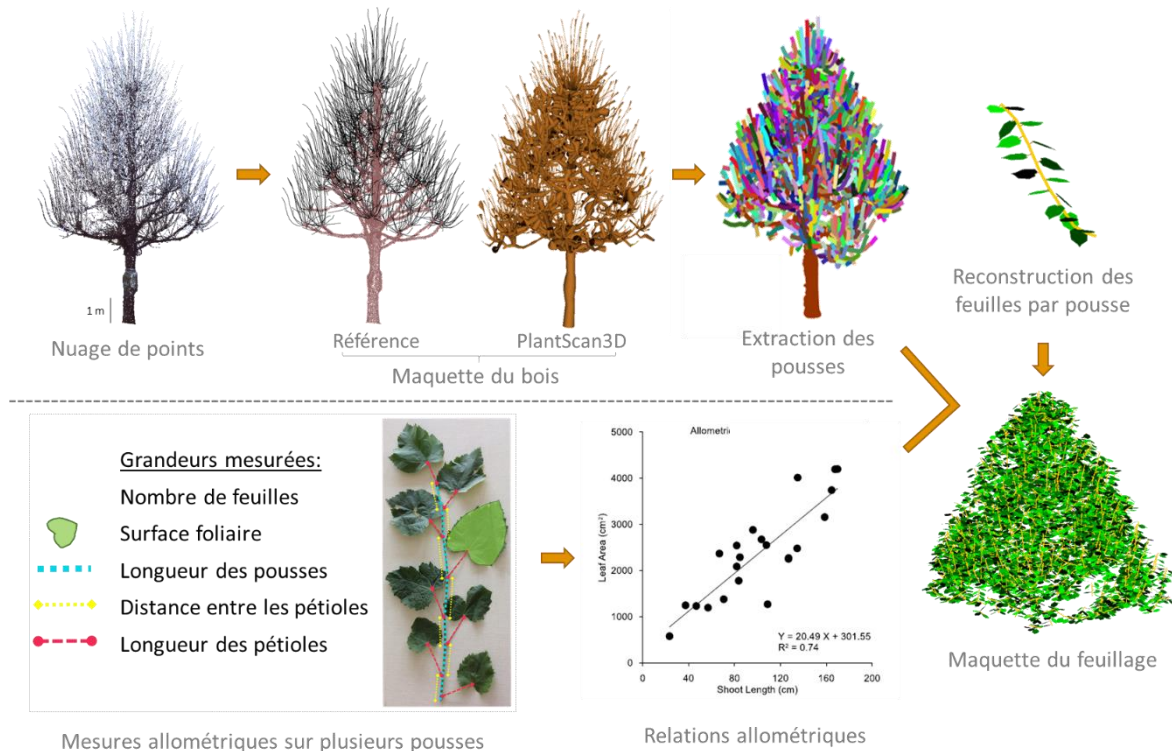 1 m
Nuage de points
Référence
PlantScan3D
Maquette du bois
Extraction des
pousses
Reconstruction des
feuilles par pousse
Grandeurs mesurées:
Nombre de feuilles
Surface foliaire
Longueur des pousses
Distance entre les pétioles
Longueur des pétioles
Mesures allométriques sur plusieurs pousses
Allometri
5000
4000
3000
2000
1000
0
Leaf Area (cm²)
Y = 20.49 X + 301.55
R² = 0.74
0 40 80 120 160 200
Shoot Length (cm)
Relations allométriques
Maquette du feuillage